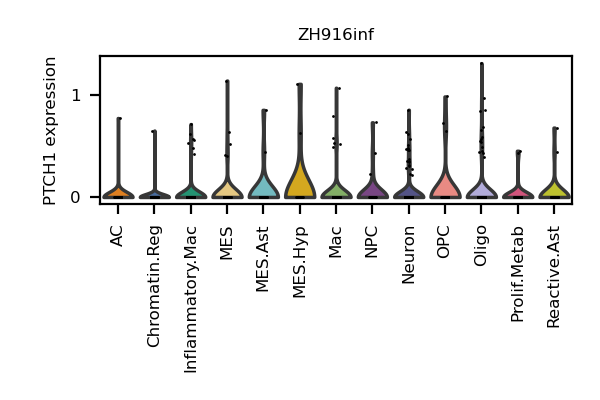 ZH916inf
PTCH1 expression
1
0
AC
Chromatin.Reg
Inflammatory.Mac
MES
MES.Ast
MES.Hyp
Mac
NPC
Neuron
OPC
Oligo
Prolif.Metab
Reactive.Ast